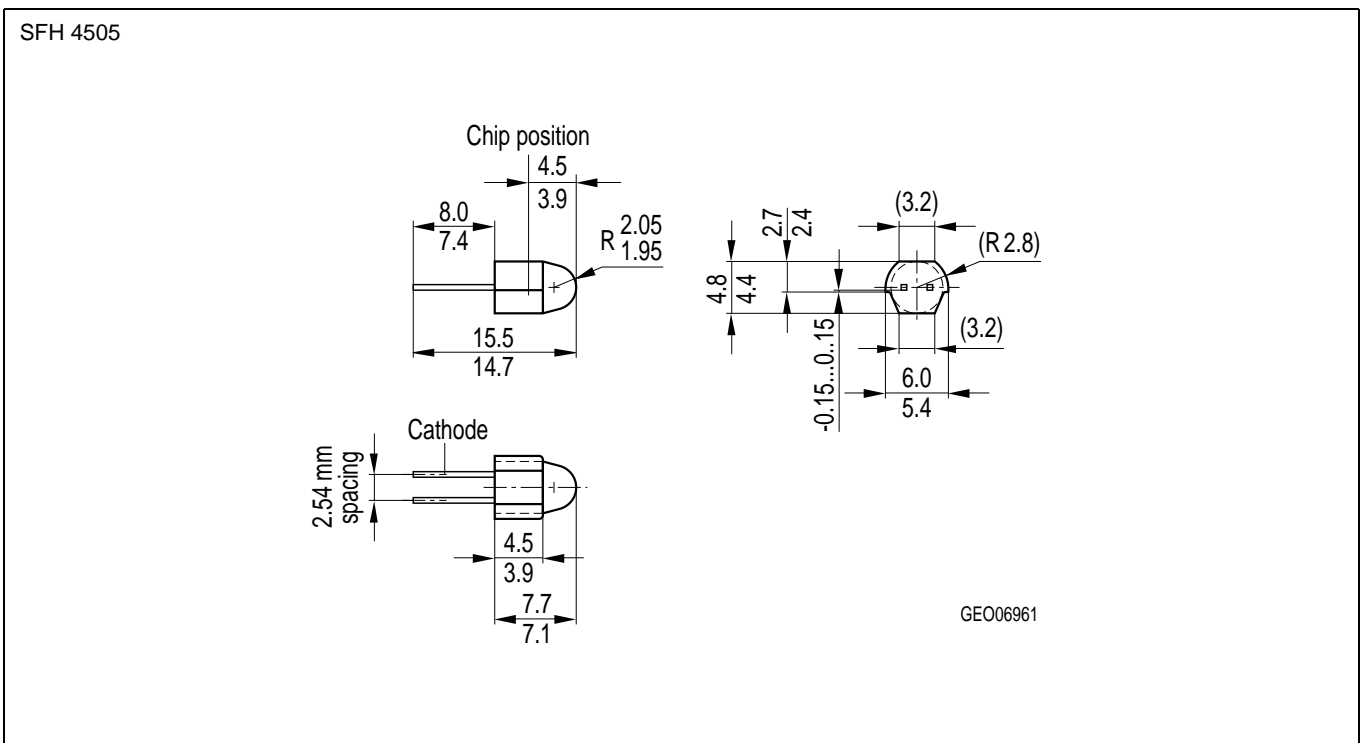 SFH 4505
Chip position
4.5
3.9
8.0
7.4
R 2.05
1.95
15.5
14.7
2.7
2.4
(3.2)
(R 2.8)
4.8
4.4
-0.15...0..15
(3.2)
6.0
5.4
Cathode
2.54 mm
spacing
4.5
3.9
7.7
7.1
GEO06961